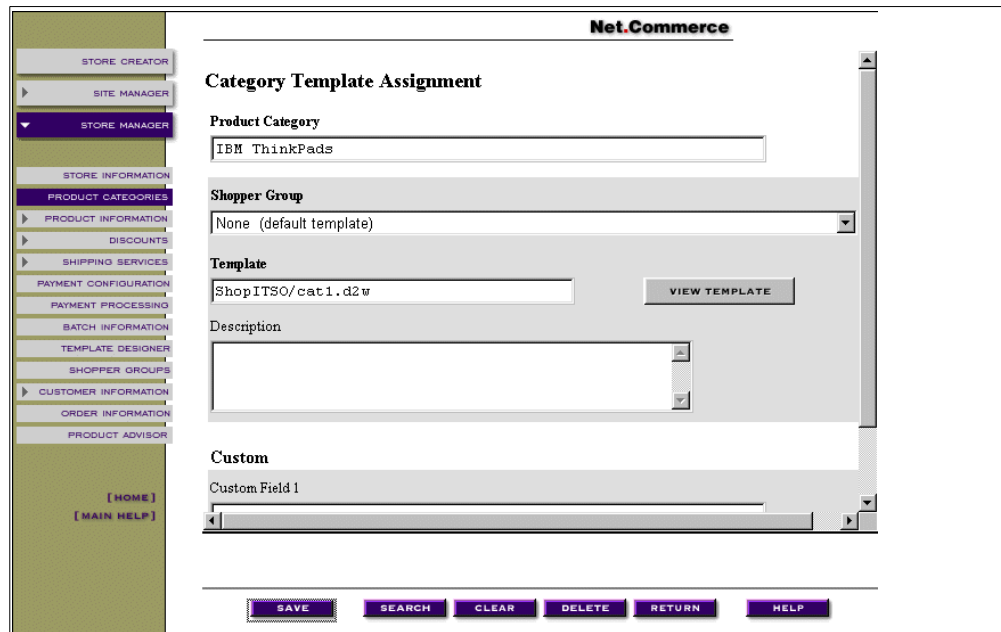 Net.Commerce
STORE CREATOR
SITE MANAGER
STORE MANAGER
STORE INFORMATION
PRODUCT CATEGORIES
PRODUCT INFORMATION
DISCOUNTS
SHIPPING SERVICES
PAYMENT CONFIGURATION
PAYMENT PROCESSING
BATCH INFORMATION
TEMPLATE DESIGNER
SHOPPER GROUPS
CUSTOMER INFORMATION
ORDER INFORMATION
PRODUCT ADVISOR
[HOME]
[MAIN HELP]
Category Template Assignment
Product Category
IBM ThinkPads
Shopper Group
None (default template)
Template
ShopITSO/cat1.d2w
VIEW TEMPLATE
Description
Custom
Custom Field 1
SAVE
SEARCH
CLEAR
DELETE
RETURN
HELP